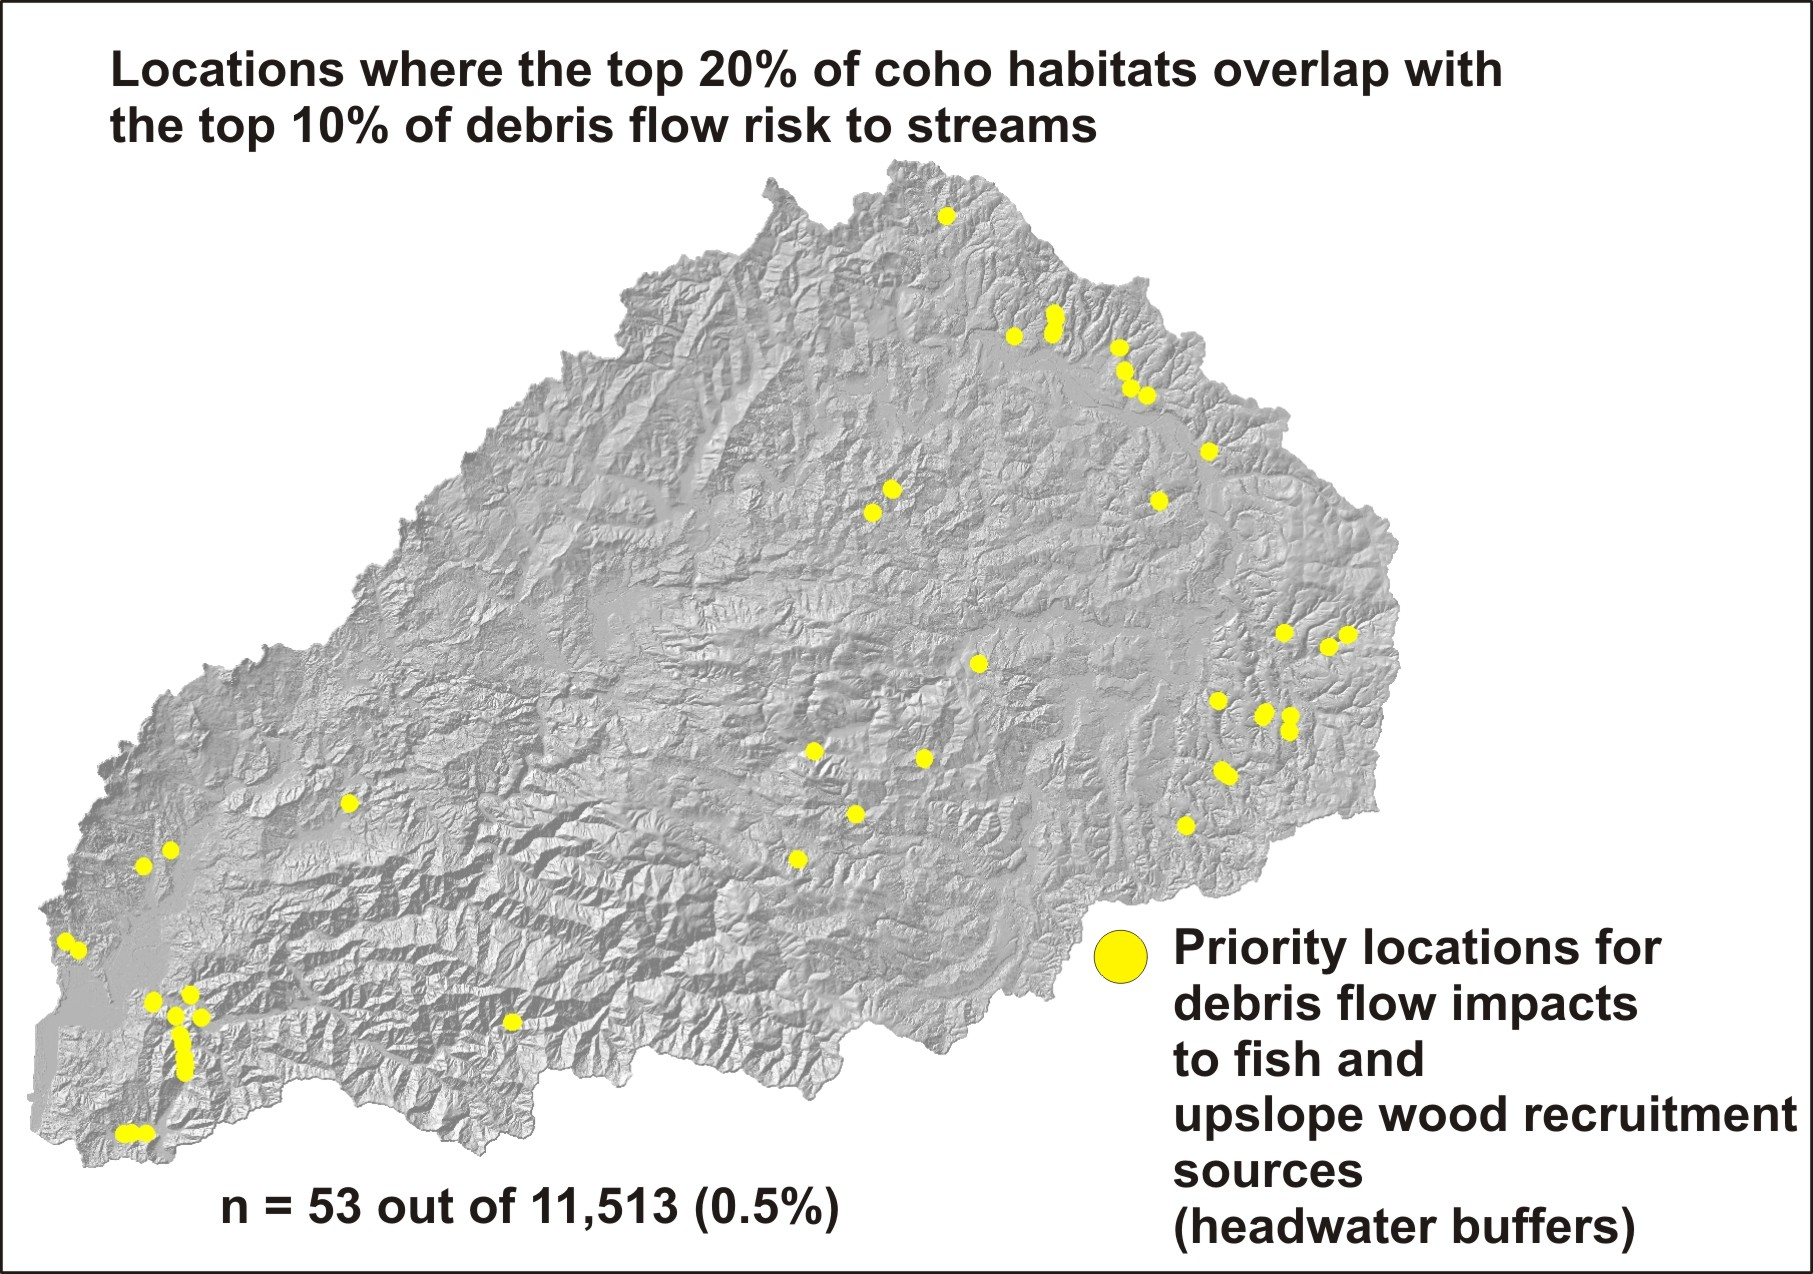 Locations where the top 20% of coho habitats overlap with
the top 10% of debris flow risk to streams
Priority locations for
debris flow impacts
to fish and
upslope wood recruitment
sources
(headwater buffers)
n = 53 out of 11,513 (0.5%)